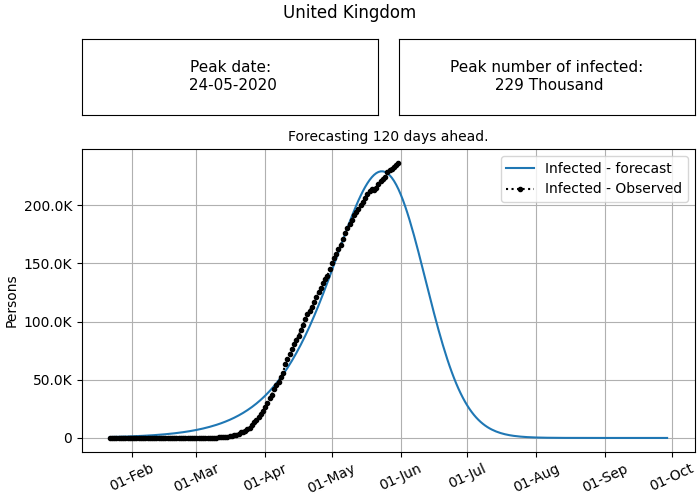 United Kingdom
Peak date:
24-05-2020
Peak number of infected:
229 Thousand
Forecasting 120 days ahead.
Infected - forecast
Infected - Observed
Persons
200.0K
150.0K
100.0K
50.0K
0
01-Feb
01-Mar
01-Apr
01-May
01-Jun
01-Jul
01-Aug
01-Sep
01-Oct